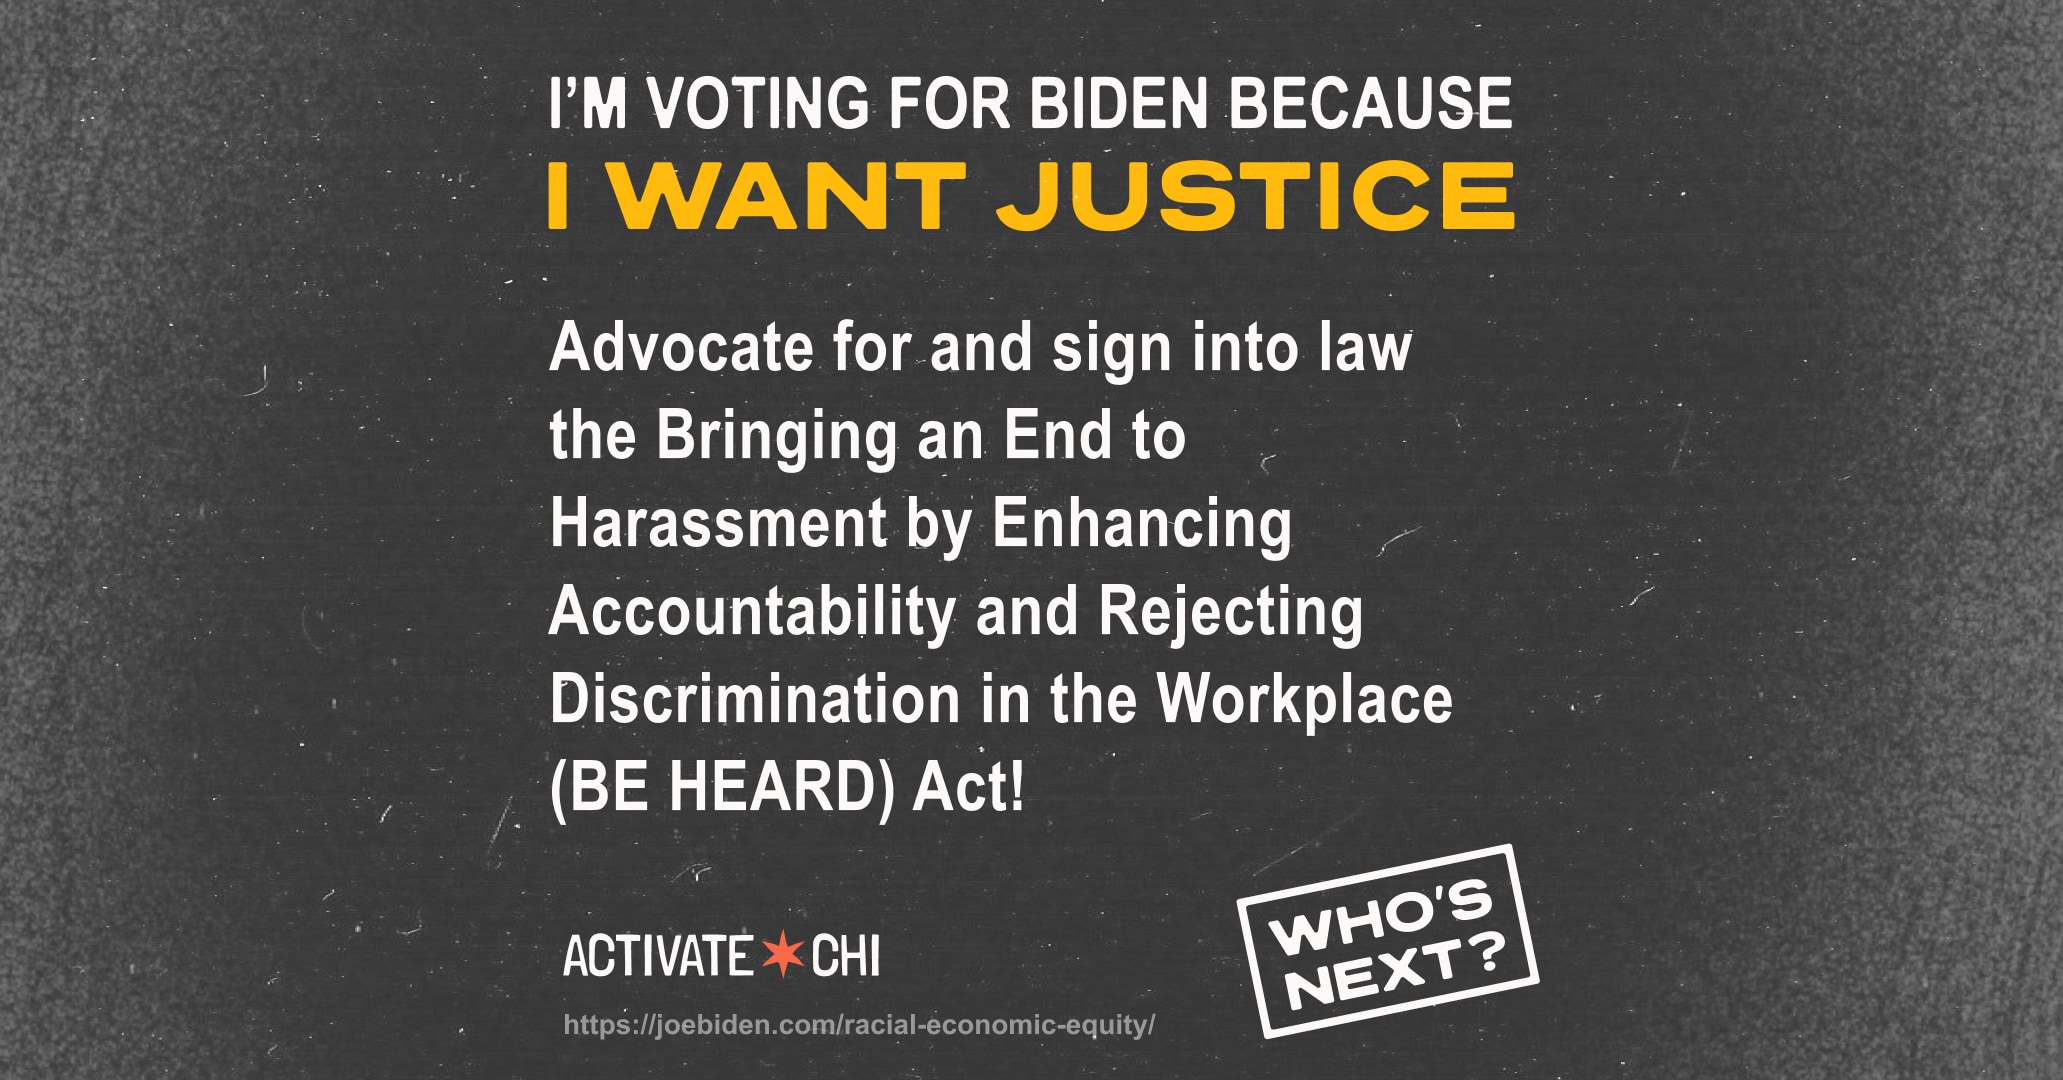 I’M VOTING FOR BIDEN BECAUSE
I WANT JUSTICE
Advocate for and sign into law
the Bringing an End to
Harassment by Enhancing
Accountability and Rejecting
Discrimination in the Workplace
(BE HEARD) Act!
ACTIVATE CHI
https://joebiden.com/racial-economic-equity/
WHO'S
NEXT?